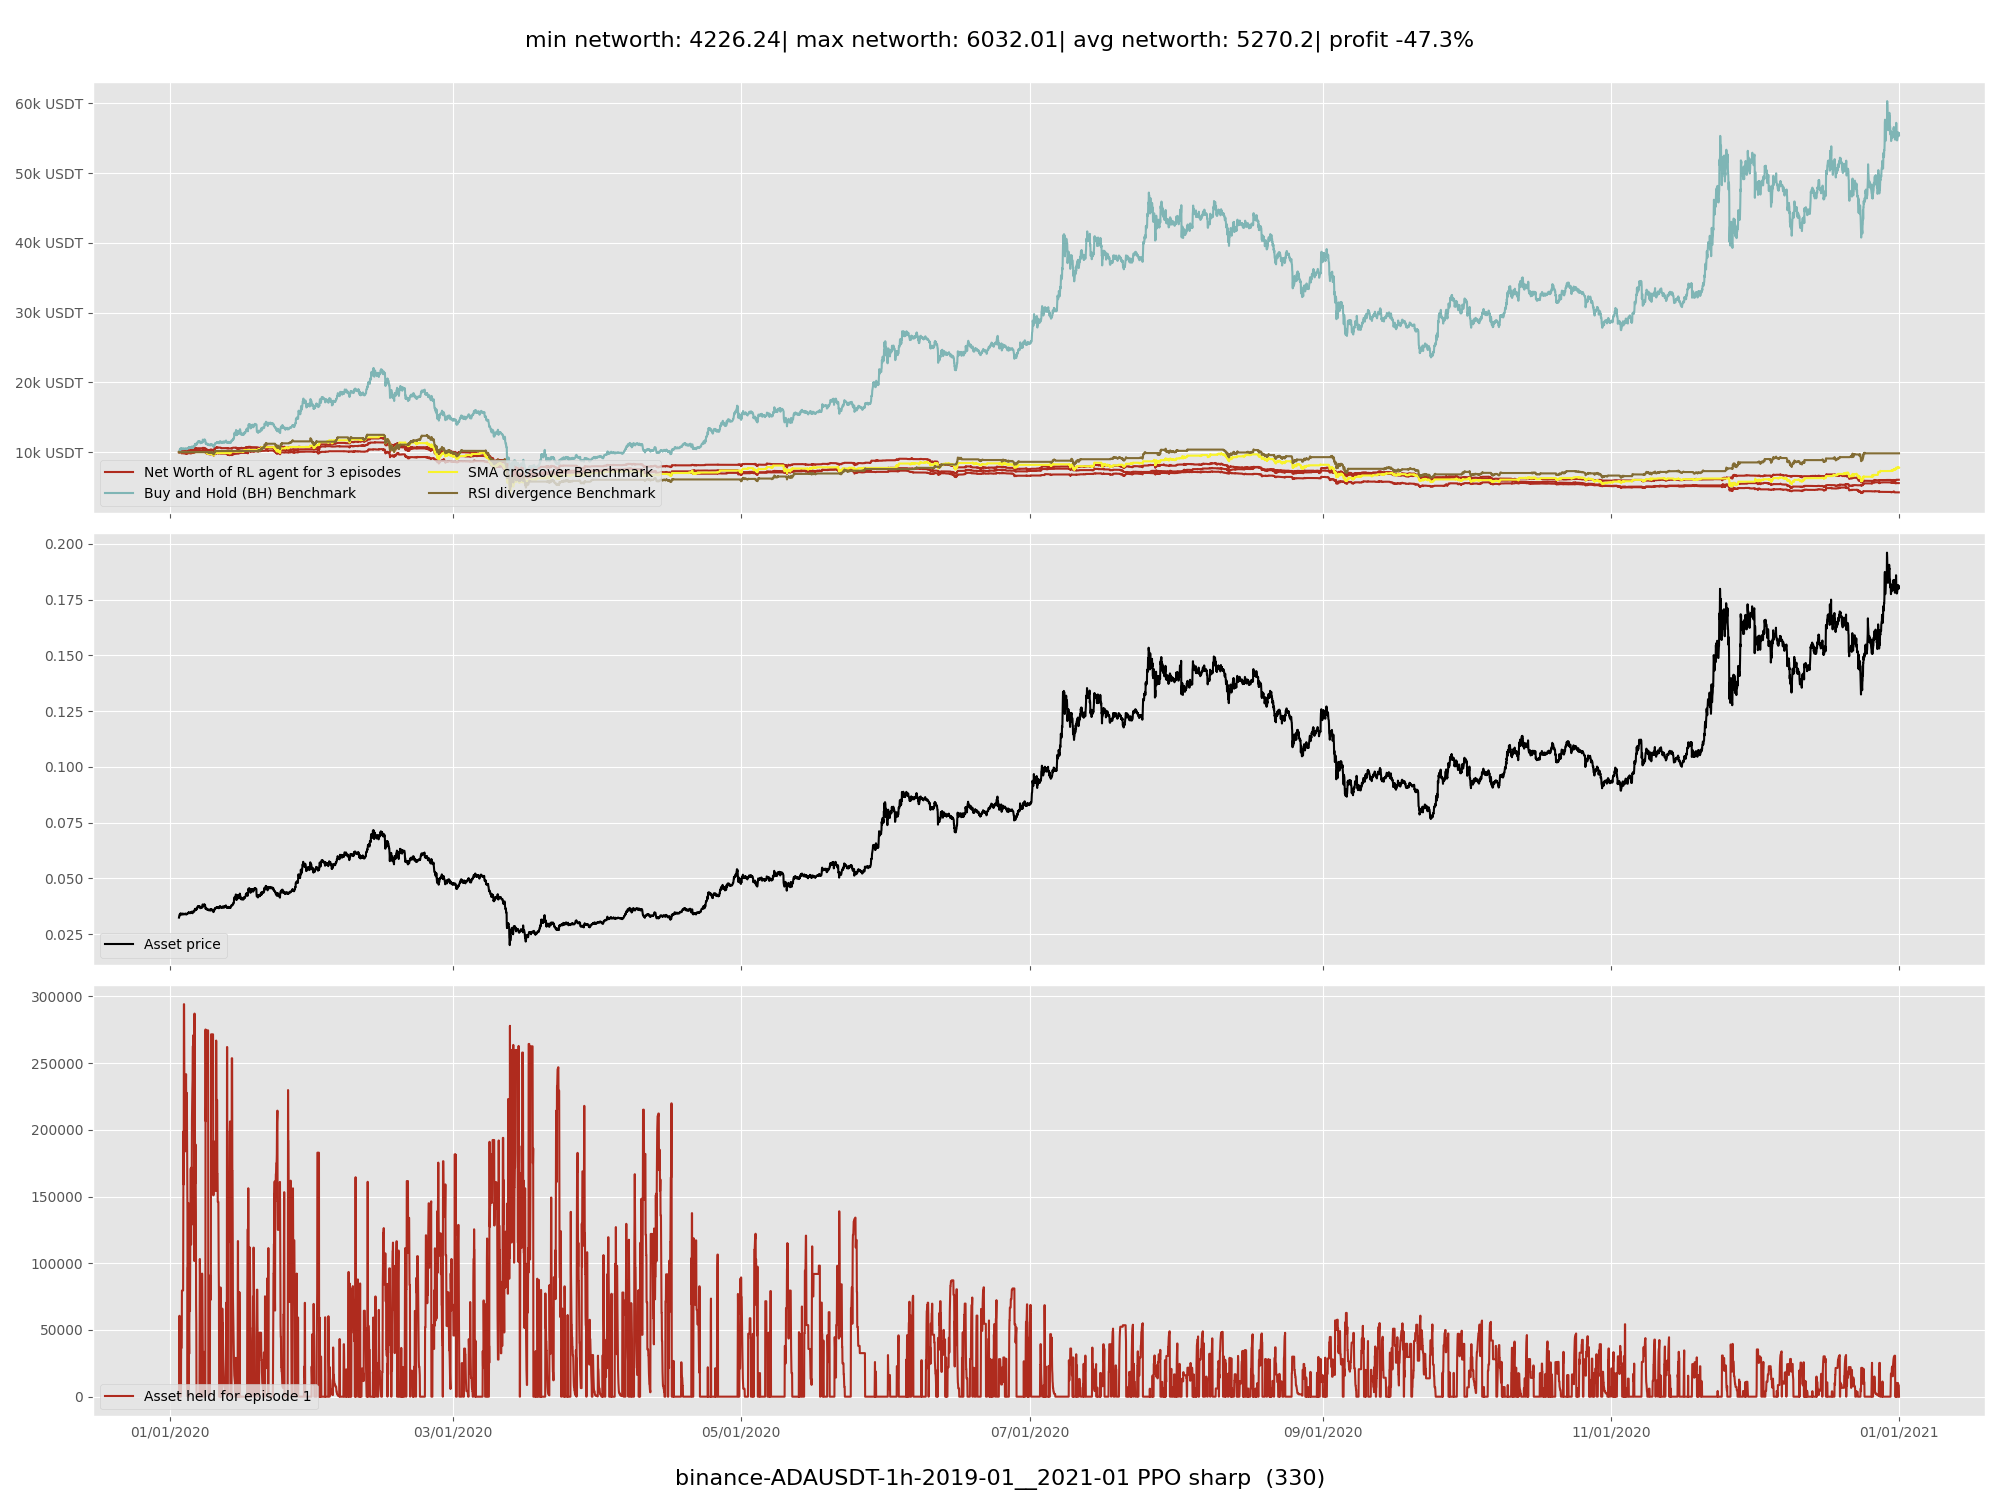 min networth: 4226.24| max networth: 6032.01| avg networth: 5270.2| profit -47.3%
60k USDT
50k USDT
40k USDT
30k USDT
20k USDT
10k USDT
Net Worth of RL agent for 3 episodes
Buy and Hold (BH) Benchmark
SMA crossover Benchmark
RSI divergence Benchmark
0.200
0.175
0.150
0.125
0.100
0.075
0.050
0.025
Asset price
300000
250000
200000
150000
100000
50000
0
Asset held for episode 1
01/01/2020 03/01/2020 05/01/2020 07/01/2020 09/01/2020 11/01/2020 01/01/2021
binance-ADAUSDT-1h-2019-01__2021-01 PPO sharp  (330)